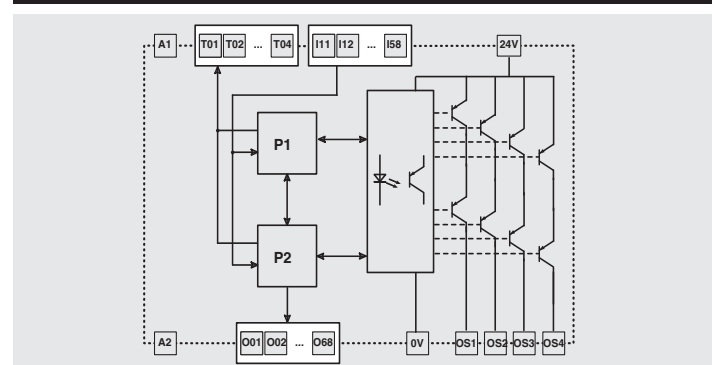 A1 T01 T02 ... T04 I11 I12 ... I58 24V
P1
P2
A2 O01 O02 ... O68 0V OS1 OS2 OS3 OS4